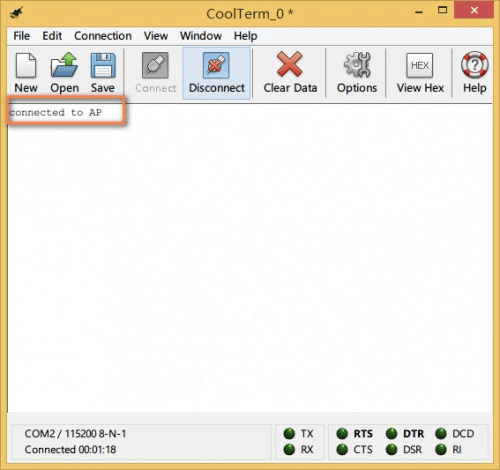 CoolTerm_0 *
File Edit Connection View Window Help
New Open Save Connect Disconnect Clear Data Options HEX View Hex Help
connected to AP
COM2 / 115200 8-N-1
Connected 00:01:18
TX RTS DTR DCD
RX CTS DSR RI